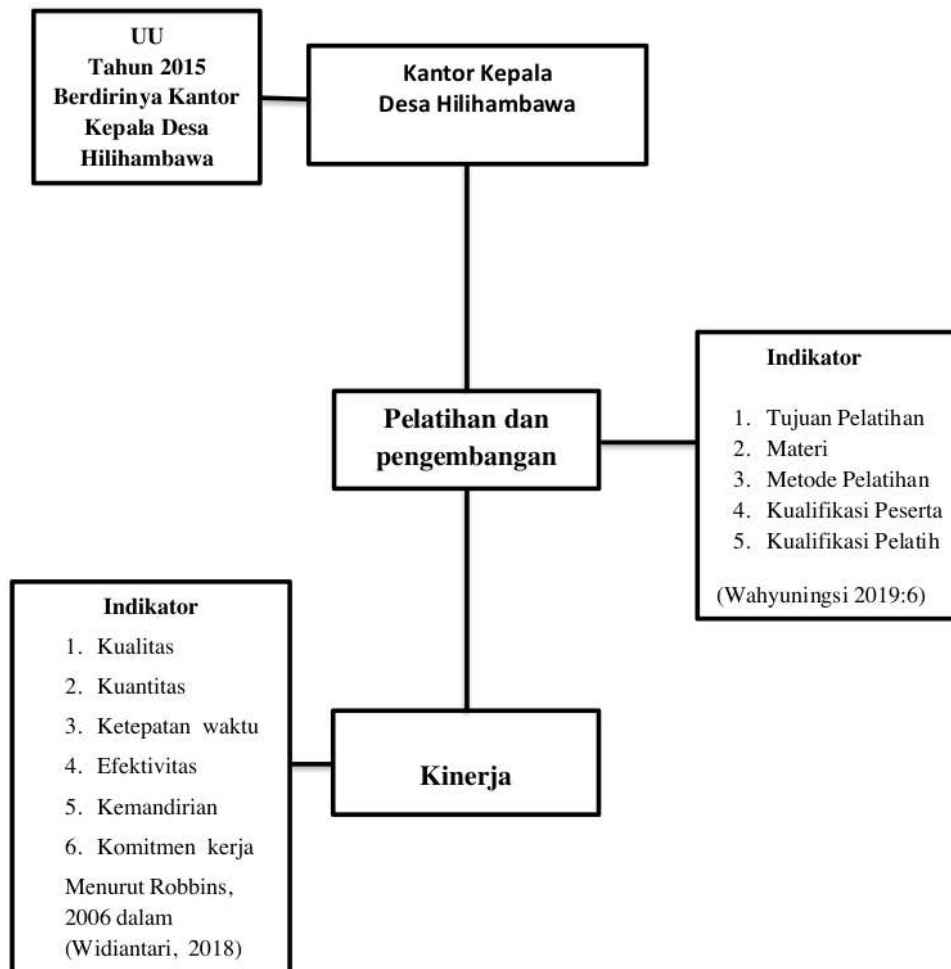 UU
Tahun 2015
Berdirinya Kantor
Kepala Desa
Hilihambawa
Kantor Kepala
Desa Hilihambawa
Pelatihan dan
pengembangan
Indikator
1. Tujuan Pelatihan
2. Materi
3. Metode Pelatihan
4. Kualifikasi Peserta
5. Kualifikasi Pelatih
(Wahyuningsi 2019:6)
Indikator
1. Kualitas
2. Kuantitas
3. Ketepatan waktu
4. Efektivitas
5. Kemandirian
6. Komitmen kerja
Menurut Robbins,
2006 dalam
(Widiantari, 2018)
Kinerja